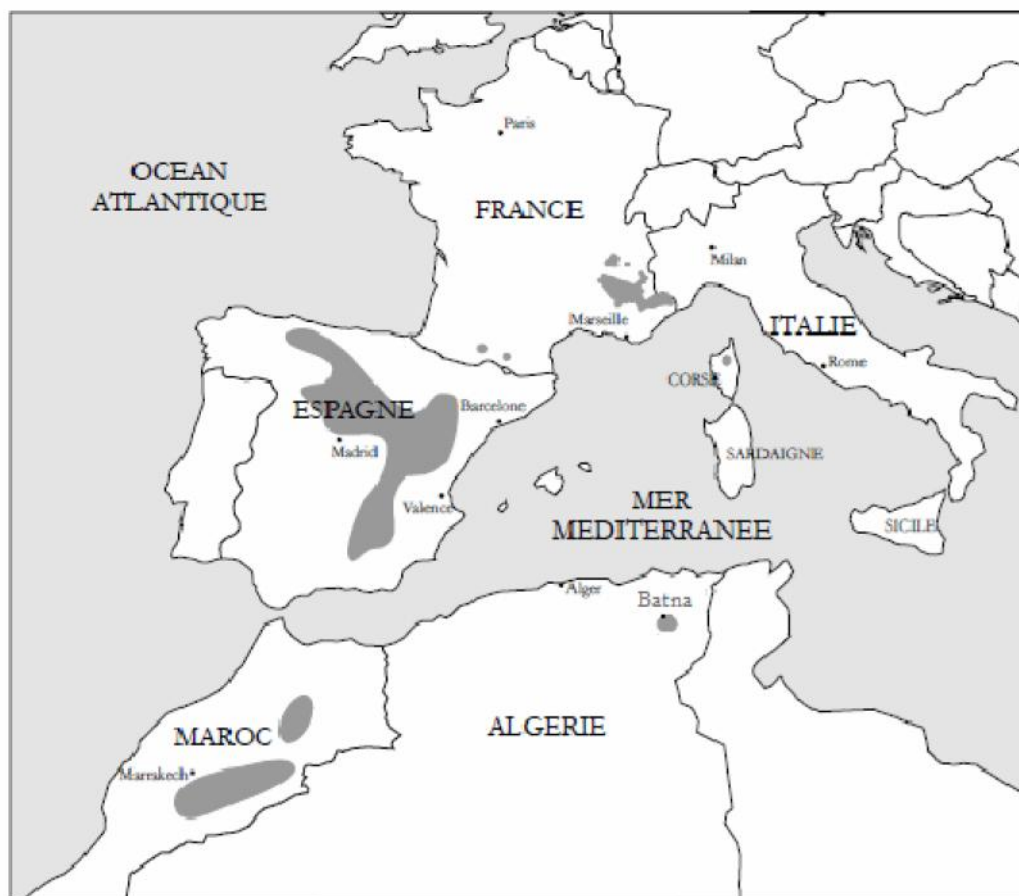 Paris
OCEAN
ATLANTIQUE
FRANCE
Milan
Marseille
ITALIE
Rome
CORSE
ESPAGNE
Barcelone
Madrid
SARDAIGNE
Valence
MER
MEDITERRANEE
SICILE
Alger
Batna
MAROC
ALGERIE
Marrakech